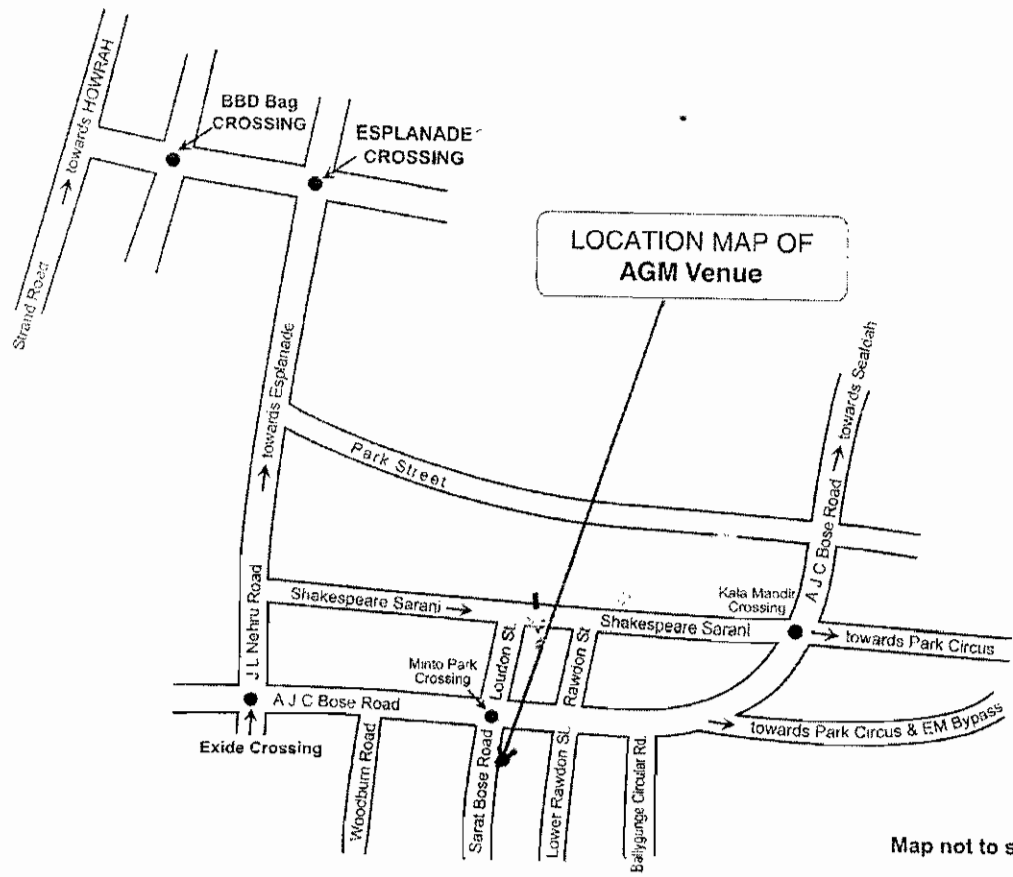 towards HOWRAH
Strand Road
BBD Bag
CROSSING
ESPLANADE
CROSSING
LOCATION MAP OF
AGM Venue
towards Esplanade
Park Street
towards Sealdah
A J C Bose Road
J L Nehru Road
Shakespeare Sarani
Shakespeare Sarani
Kala Mandir
Crossing
towards Park Circus
Loudon St.
Rawdon St
Minto Park
Crossing
A J C Bose Road
towards Park Circus & EM Bypass
Exide Crossing
Woodburn Road
Sarat Bose Road
Lower Rawdon St.
Ballygunge Circular Rd.
Map not to s